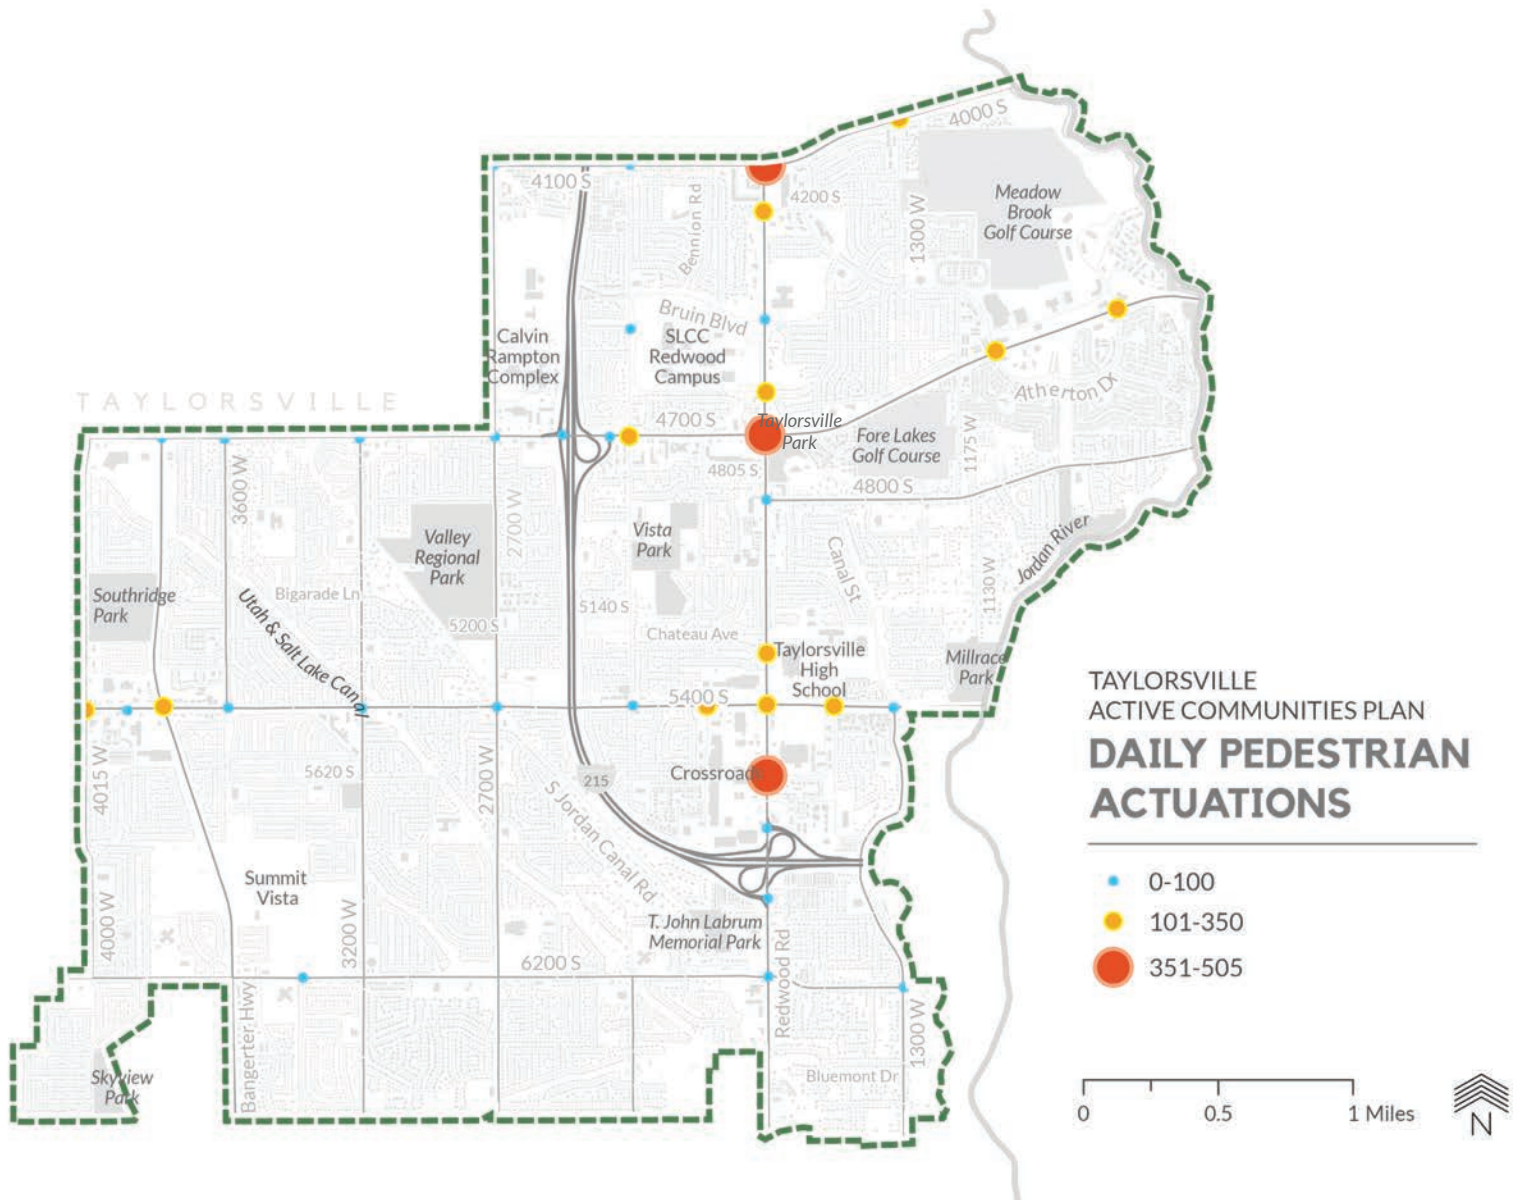 4000 S
4100 S
4200 S
Bennion Rd
1300 W
Meadow
Brook
Golf Course
Bruin Blvd
Calvin
Rampton
Complex
SLCC
Redwood
Campus
Atherton Dr
TAYLORSVILLE
4700 S
Taylorsville
Park
Fore Lakes
Golf Course
1175 W
4805 S
4800 S
3600 W
2700 W
Valley
Regional
Park
Vista
Park
Canal St
Jordan River
1130 W
Southridge
Park
Bigarade Ln
Utah & Salt Lake Canal
5200 S
5140 S
Chateau Ave
Taylorsville
High
School
Millrace
Park
5400 S
4015 W
5620 S
2700 W
215
Crossroads
S Jordan Canal Rd
Summit
Vista
4000 W
3200 W
T. John Labrum
Memorial Park
6200 S
Redwood Rd
Bangerter Hwy
1300 W
Skyview
Park
Bluemont Dr
TAYLORSVILLE
ACTIVE COMMUNITIES PLAN
DAILY PEDESTRIAN
ACTUATIONS
0-100
101-350
351-505
0 0.5 1 Miles
N